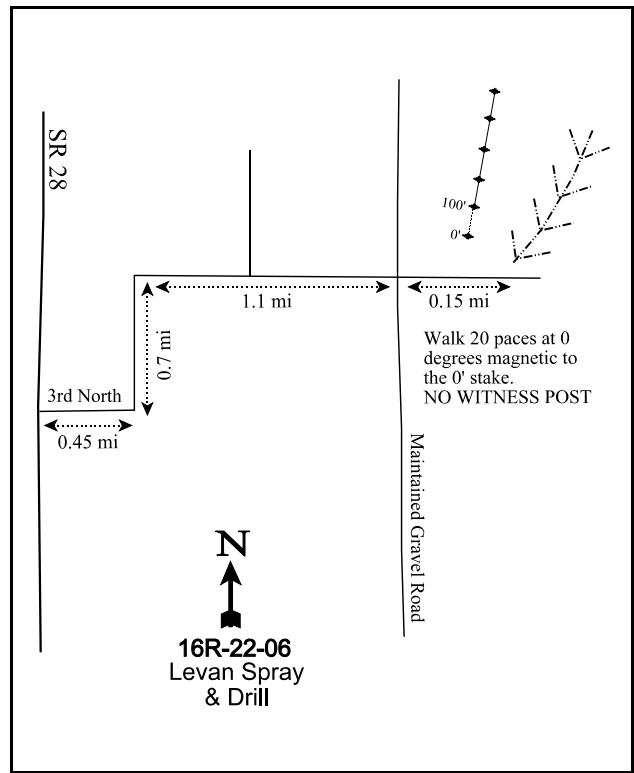 SR 28
100'
0'
1.1 mi
0.15 mi
0.7 mi
Walk 20 paces at 0
degrees magnetic to
the 0' stake.
NO WITNESS POST
3rd North
0.45 mi
Maintained Gravel Road
N
16R-22-06
Levan Spray
& Drill